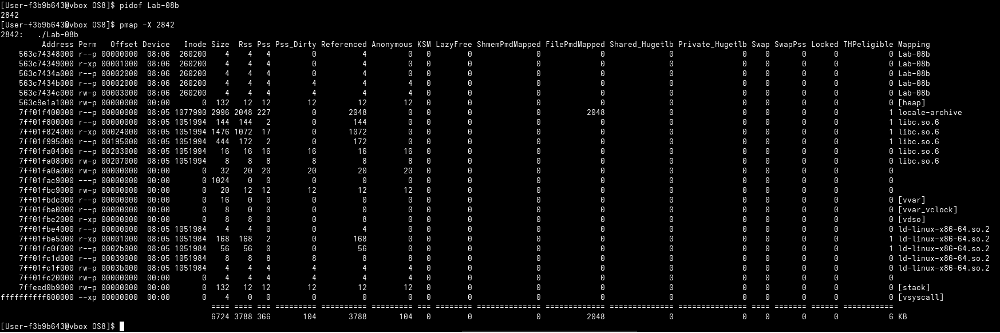 [User-f3b9b643@vbox OS8]$ pidof Lab-08b
2842
[User-f3b9b643@vbox OS8]$ pmap -X 2842
2842:   ./Lab-08b
Address Perm Offset Device Inode Size Rss Pss Pss_Dirty Referenced Anonymous KSM LazyFree ShmemPmdMapped FilePmdMapped Shared_Hugetlb Private_Hugetlb Swap SwapPss Locked THPeligible Mapping
563c74348000 r--p 00000000 08:06 260200 4 4 4 0 4 0 0 0 0 0 0 0 0 0 0 0 Lab-08b
563c74349000 r-xp 00001000 08:06 260200 4 4 4 0 4 0 0 0 0 0 0 0 0 0 0 0 Lab-08b
563c7434a000 r--p 00002000 08:06 260200 4 4 4 0 4 0 0 0 0 0 0 0 0 0 0 0 Lab-08b
563c7434b000 r--p 00002000 08:06 260200 4 4 4 4 4 4 0 0 0 0 0 0 0 0 0 0 Lab-08b
563c7434c000 rw-p 00003000 08:06 260200 4 4 4 4 4 4 0 0 0 0 0 0 0 0 0 0 Lab-08b
563c9e1a1000 rw-p 00000000 00:00 0 132 12 12 12 12 12 0 0 0 0 0 0 0 0 0 0 [heap]
7ff01f400000 r--p 00000000 08:05 1077990 2996 2048 227 0 2048 0 0 0 0 2048 0 0 0 0 0 1 locale-archive
7ff01f800000 r--p 00000000 08:05 1051994 144 144 2 0 144 0 0 0 0 0 0 0 0 0 0 1 libc.so.6
7ff01f824000 r-xp 00024000 08:05 1051994 1476 1072 17 0 1072 0 0 0 0 0 0 0 0 0 0 1 libc.so.6
7ff01f995000 r--p 00195000 08:05 1051994 444 172 2 0 172 0 0 0 0 0 0 0 0 0 0 1 libc.so.6
7ff01fa04000 r--p 00203000 08:05 1051994 16 16 16 16 16 16 0 0 0 0 0 0 0 0 0 0 libc.so.6
7ff01fa08000 rw-p 00207000 08:05 1051994 8 8 8 8 8 8 0 0 0 0 0 0 0 0 0 0 libc.so.6
7ff01fa0a000 rw-p 00000000 00:00 0 32 20 20 20 20 20 0 0 0 0 0 0 0 0 0 0
7ff01fac9000 ---p 00000000 00:00 0 1024 0 0 0 0 0 0 0 0 0 0 0 0 0 0 0
7ff01fbc9000 rw-p 00000000 00:00 0 20 12 12 12 12 12 0 0 0 0 0 0 0 0 0 0
7ff01fbdc000 r--p 00000000 00:00 0 16 0 0 0 0 0 0 0 0 0 0 0 0 0 0 0 [vvar]
7ff01fbe0000 r--p 00000000 00:00 0 8 0 0 0 0 0 0 0 0 0 0 0 0 0 0 0 [vvar_vclock]
7ff01fbe2000 r-xp 00000000 00:00 0 8 8 0 0 8 0 0 0 0 0 0 0 0 0 0 0 [vdso]
7ff01fbe4000 r--p 00000000 08:05 1051984 4 4 0 0 4 0 0 0 0 0 0 0 0 0 0 0 ld-linux-x86-64.so.2
7ff01fbe5000 r-xp 00001000 08:05 1051984 168 168 2 0 168 0 0 0 0 0 0 0 0 0 0 1 ld-linux-x86-64.so.2
7ff01fc0f000 r--p 0002b000 08:05 1051984 56 56 0 0 56 0 0 0 0 0 0 0 0 0 0 1 ld-linux-x86-64.so.2
7ff01fc1d000 r--p 00039000 08:05 1051984 8 8 8 8 8 8 0 0 0 0 0 0 0 0 0 0 ld-linux-x86-64.so.2
7ff01fc1f000 rw-p 0003b000 08:05 1051984 4 4 4 4 4 4 0 0 0 0 0 0 0 0 0 0 ld-linux-x86-64.so.2
7ff01fc20000 rw-p 00000000 00:00 0 4 4 4 4 4 4 0 0 0 0 0 0 0 0 0 0
7ffeed0b9000 rw-p 00000000 00:00 0 132 12 12 12 12 12 0 0 0 0 0 0 0 0 0 0 [stack]
ffffffffff600000 --xp 00000000 00:00 0 4 0 0 0 0 0 0 0 0 0 0 0 0 0 0 0 [vsyscall]
==== ==== === ========= ========== ========= === ======== ============== ============= ============== =============== ==== ======= ====== ===========
6724 3788 366 104 3788 104 0 0 0 2048 0 0 0 0 0 6 KB
[User-f3b9b643@vbox OS8]$